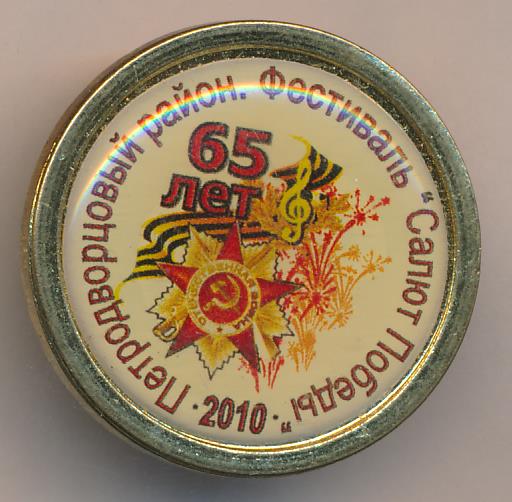 Петродворцовый район. Фестиваль "Салют Победы"
65
лет
· 2010 ·